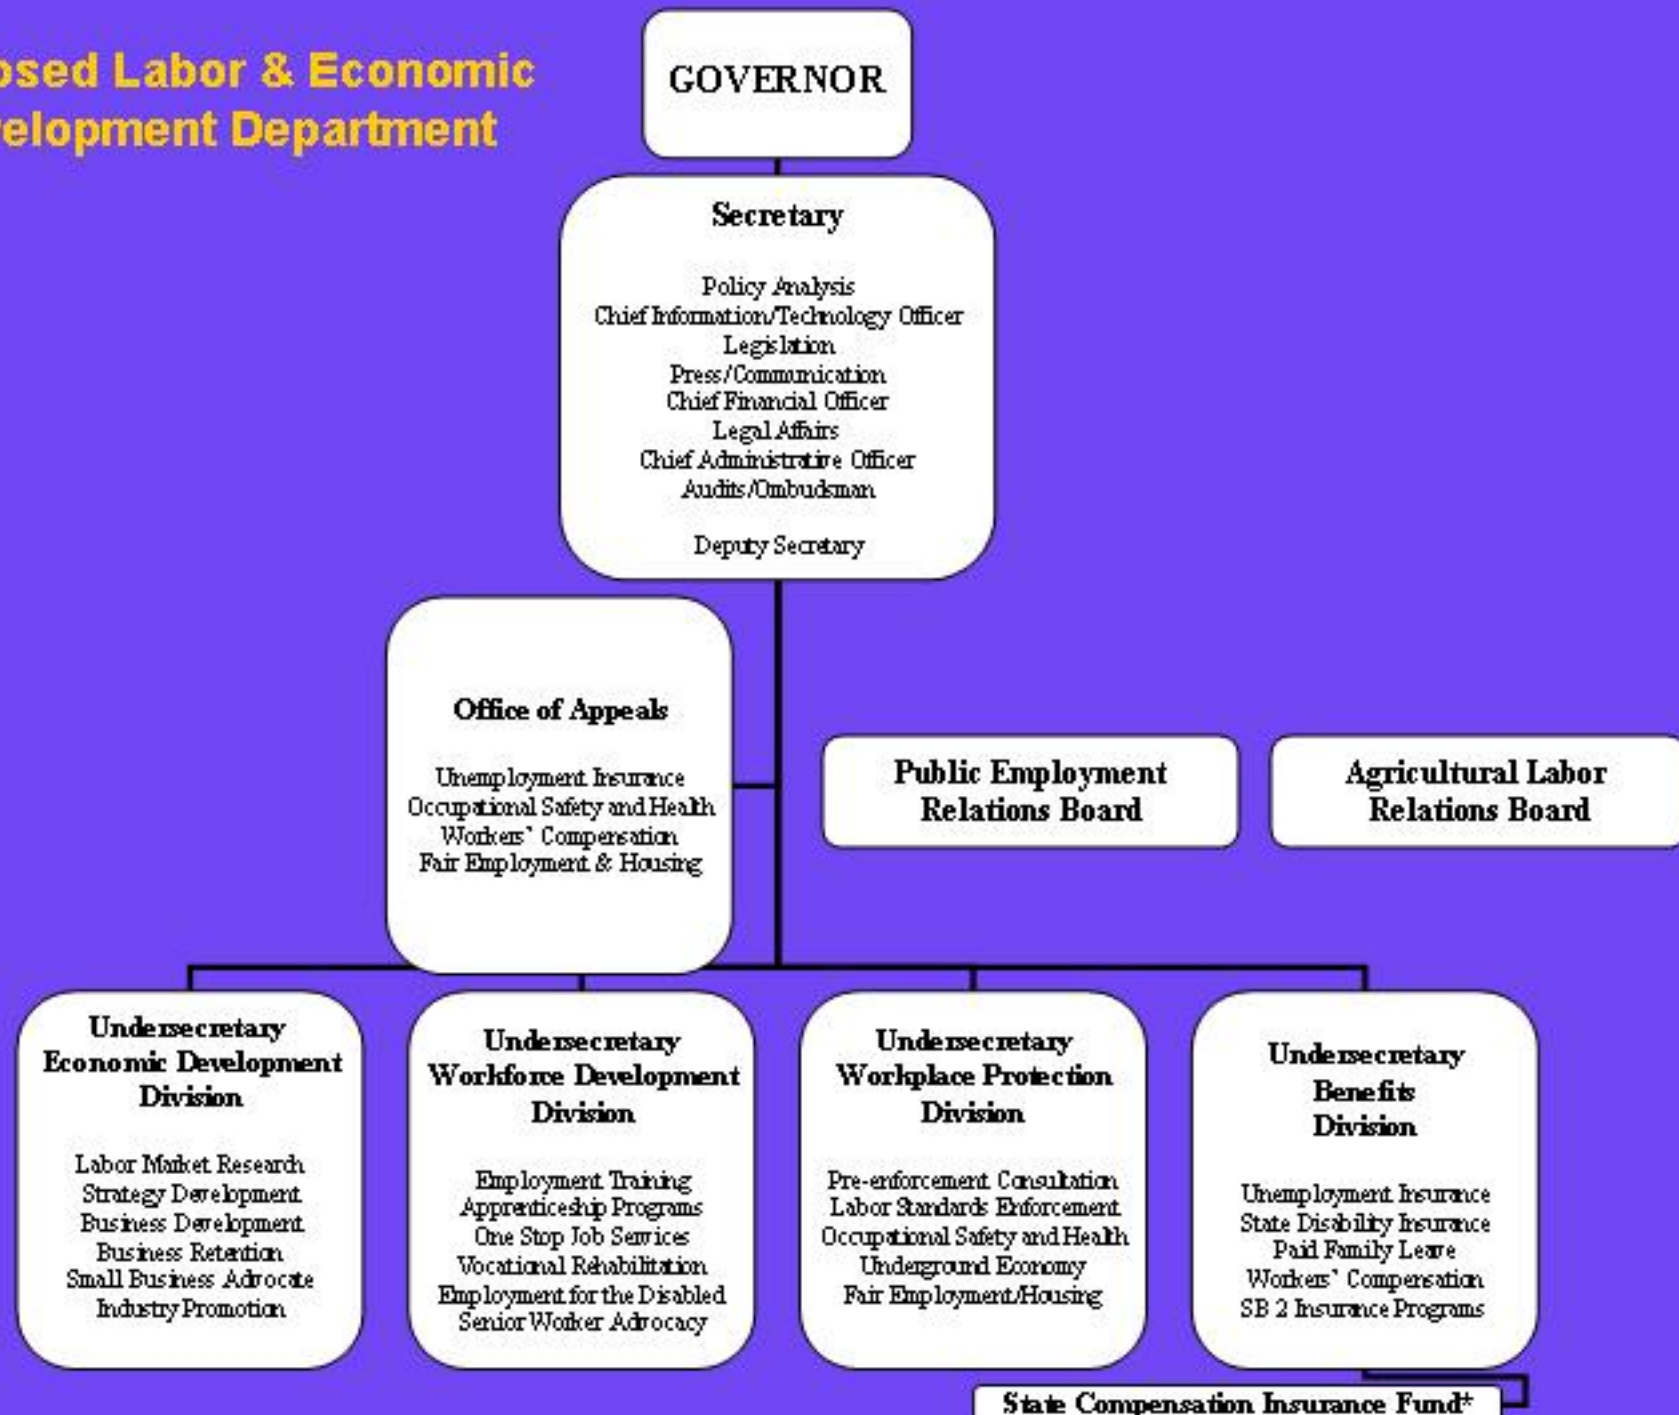 osed Labor & Economic
elopment Department
GOVERNOR
Secretary
Policy Analysis
Chief Information/Technology Officer
Legislation
Press/Communication
Chief Financial Officer
Legal Affairs
Chief Administrative Officer
Audits/Ombudsman
Deputy Secretary
Office of Appeals
Unemployment Insurance
Occupational Safety and Health
Workers' Compensation
Fair Employment & Housing
Public Employment
Relations Board
Agricultural Labor
Relations Board
Undersecretary
Economic Development
Division
Labor Market Research
Strategy Development
Business Development
Business Retention
Small Business Advocate
Industry Promotion
Undersecretary
Workforce Development
Division
Employment Training
Apprenticeship Programs
One Stop Job Services
Vocational Rehabilitation
Employment for the Disabled
Senior Worker Advocacy
Undersecretary
Workplace Protection
Division
Pre-enforcement Consultation
Labor Standards Enforcement
Occupational Safety and Health
Underground Economy
Fair Employment/Housing
Undersecretary
Benefits
Division
Unemployment Insurance
State Disability Insurance
Paid Family Leave
Workers' Compensation
SB 2 Insurance Programs
State Compensation Insurance Fund*